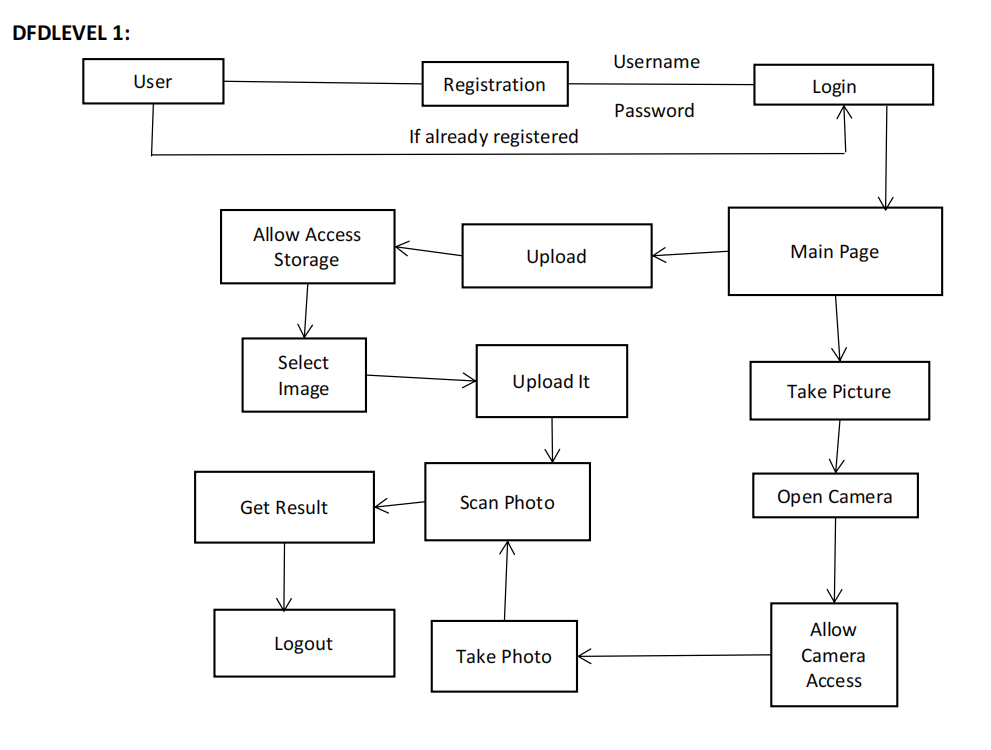 DFDLEVEL 1:
User
Registration
Username
Password
Login
If already registered
Allow Access
Storage
Upload
Main Page
Select
Image
Upload It
Take Picture
Get Result
Scan Photo
Open Camera
Logout
Take Photo
Allow
Camera
Access